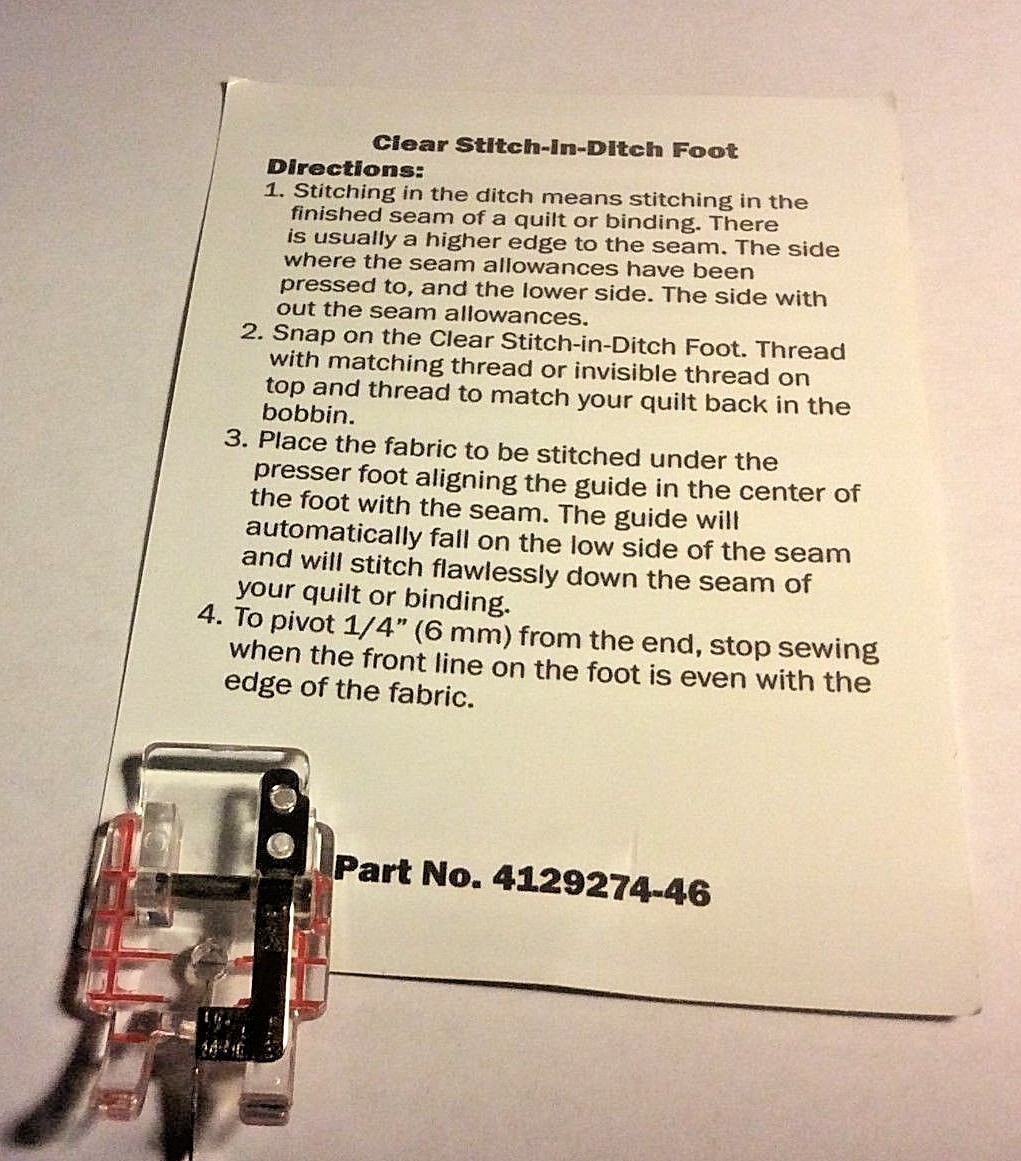 Clear Stitch-in-Ditch Foot
Directions:
1. Stitching in the ditch means stitching in the
finished seam of a quilt or binding. There
is usually a higher edge to the seam. The side
where the seam allowances have been
pressed to, and the lower side. The side with
out the seam allowances.
2. Snap on the Clear Stitch-in-Ditch Foot. Thread
with matching thread or invisible thread on
top and thread to match your quilt back in the
bobbin.
3. Place the fabric to be stitched under the
presser foot aligning the guide in the center of
the foot with the seam. The guide will
automatically fall on the low side of the seam
and will stitch flawlessly down the seam of
your quilt or binding.
4. To pivot 1/4” (6 mm) from the end, stop sewing
when the front line on the foot is even with the
edge of the fabric.
Part No. 4129274-46